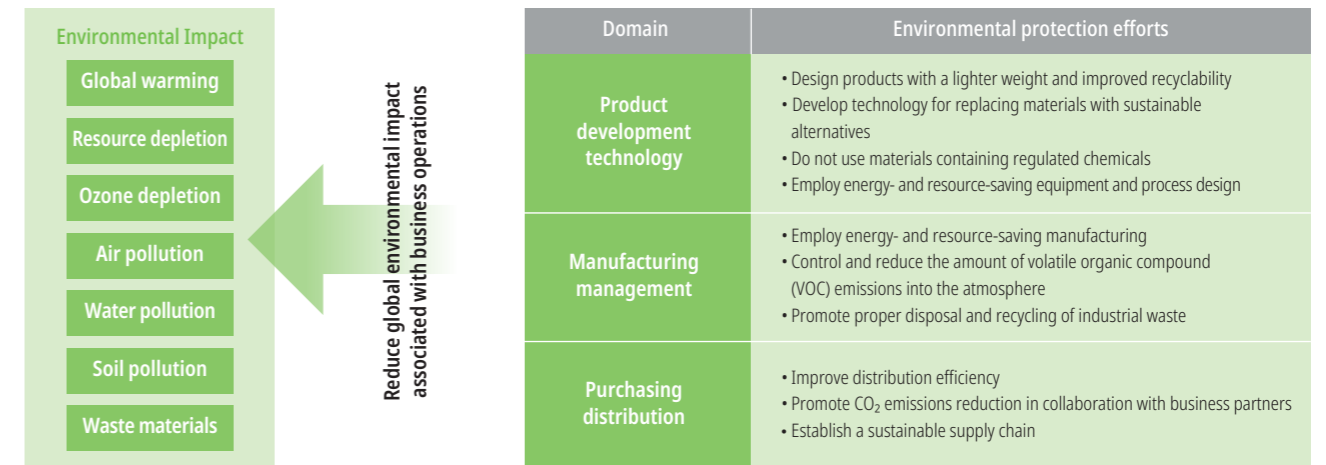 Environmental Impact
Global warming
Resource depletion
Ozone depletion
Air pollution
Water pollution
Soil pollution
Waste materials
Reduce global environmental impact
associated with business operations
Domain
Environmental protection efforts
Product
development
technology
• Design products with a lighter weight and improved recyclability
• Develop technology for replacing materials with sustainable
alternatives
• Do not use materials containing regulated chemicals
• Employ energy- and resource-saving equipment and process design
Manufacturing
management
• Employ energy- and resource-saving manufacturing
• Control and reduce the amount of volatile organic compound
(VOC) emissions into the atmosphere
• Promote proper disposal and recycling of industrial waste
Purchasing
distribution
• Improve distribution efficiency
• Promote CO₂ emissions reduction in collaboration with business partners
• Establish a sustainable supply chain